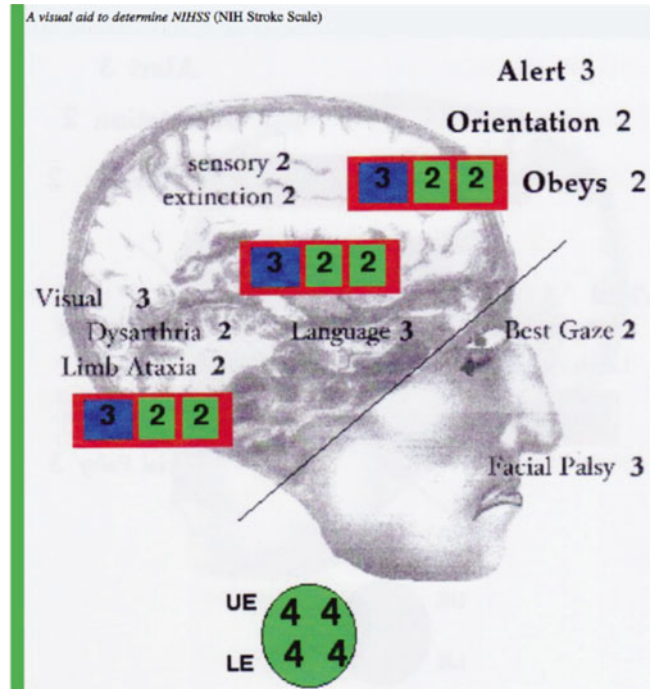 A visual aid to determine NIHSS (NIH Stroke Scale)
Alert 3
Orientation 2
Obeys 2
sensory 2
extinction 2
3 2 2
3 2 2
Visual 3
Dysarthria 2
Limb Ataxia 2
Language 3
Best Gaze 2
3 2 2
Facial Palsy 3
UE 4 4
LE 4 4